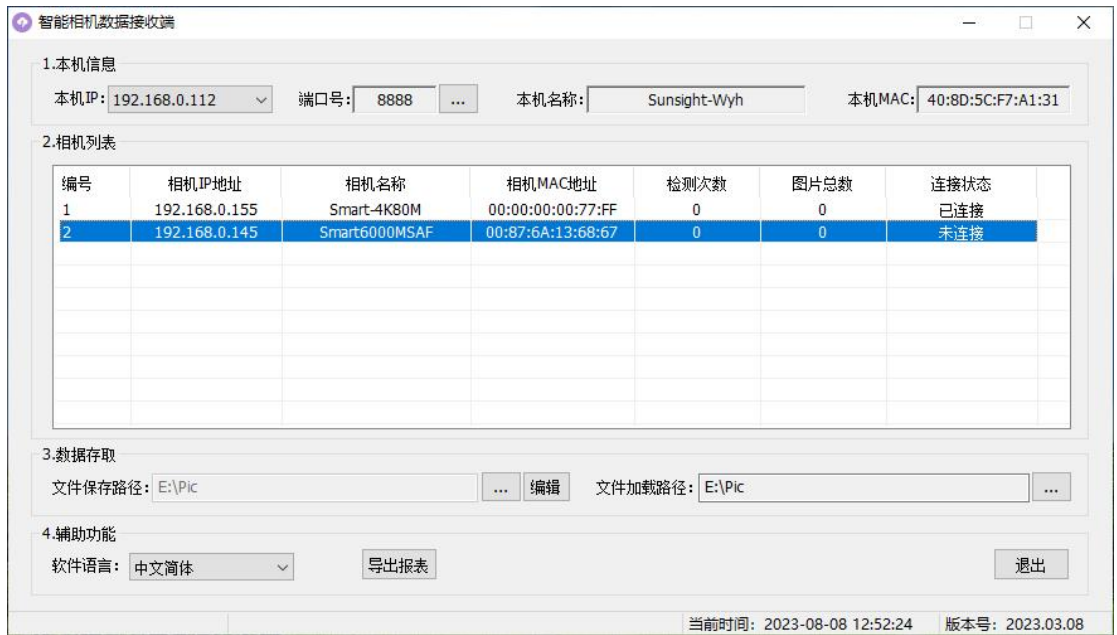 智能相机数据接收端
1.本机信息
本机IP: 192.168.0.112 端口号: 8888 ... 本机名称: Sunsight-Wyh 本机MAC: 40:8D:5C:F7:A1:31
2.相机列表
编号 相机IP地址 相机名称 相机MAC地址 检测次数 图片总数 连接状态
1 192.168.0.155 Smart-4K80M 00:00:00:00:77:FF 0 0 已连接
2 192.168.0.145 Smart6000MSAF 00:87:6A:13:68:67 0 0 未连接
3.数据存取
文件保存路径: E:\Pic ... 编辑 文件加载路径: E:\Pic ...
4.辅助功能
软件语言: 中文简体 导出报表 退出
当前时间: 2023-08-08 12:52:24 版本号: 2023.03.08